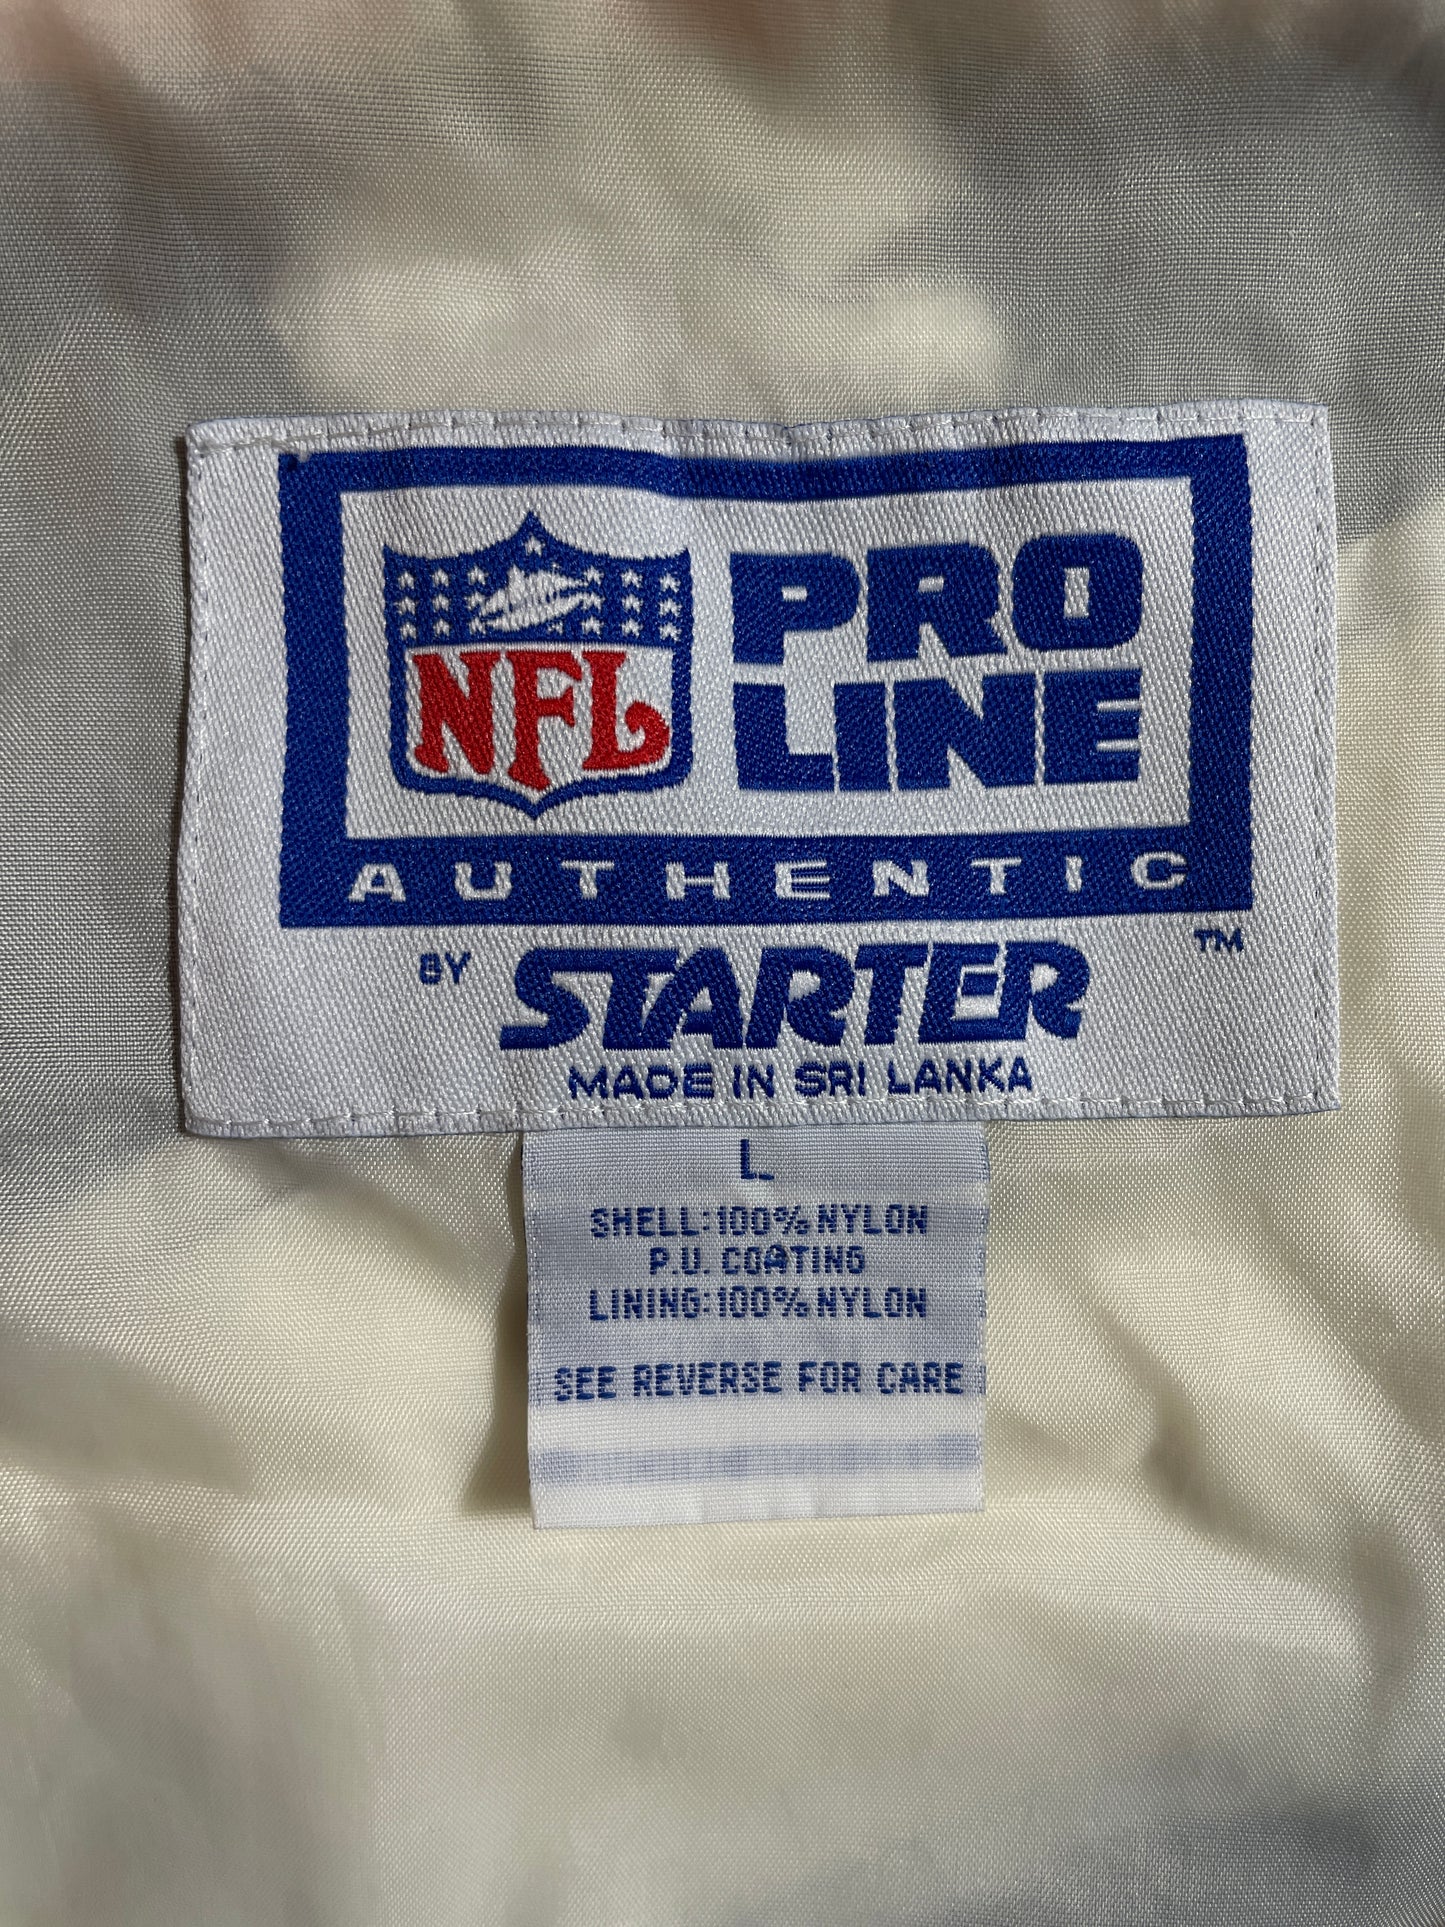 NFL PRO
LINE
AUTHENTIC
BY STARTER ™
MADE IN SRI LANKA
L
SHELL:100% NYLON
P.U. COATING
LINING:100% NYLON
SEE REVERSE FOR CARE